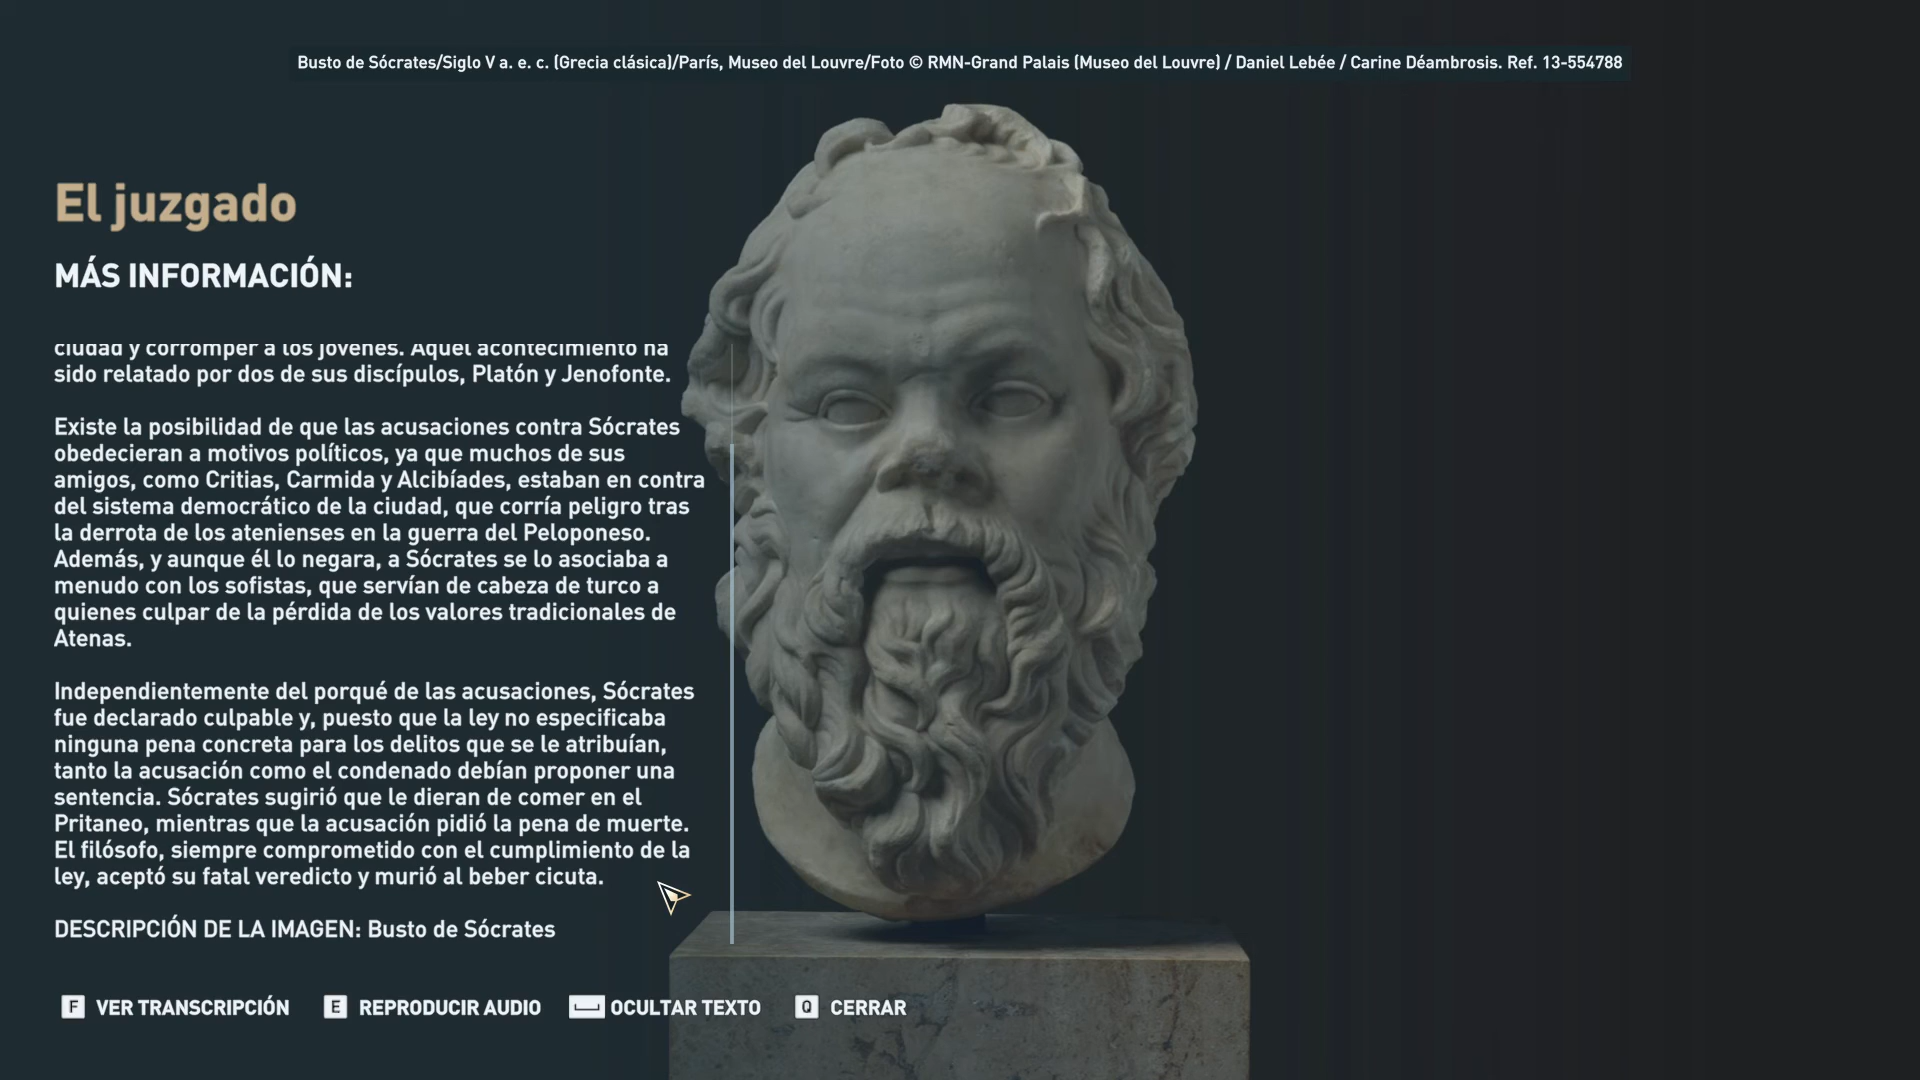 Busto de Sócrates/Siglo V a. e. c. (Grecia clásica)/París, Museo del Louvre/Foto © RMN-Grand Palais (Museo del Louvre) / Daniel Lebée / Carine Déambrosis. Ref. 13-554788
El juzgado
MÁS INFORMACIÓN:
ciudad y corromper a los jóvenes. Aquel acontecimiento ha
sido relatado por dos de sus discípulos, Platón y Jenofonte.
Existe la posibilidad de que las acusaciones contra Sócrates
obedecieran a motivos políticos, ya que muchos de sus
amigos, como Critias, Carmida y Alcibíades, estaban en contra
del sistema democrático de la ciudad, que corría peligro tras
la derrota de los atenienses en la guerra del Peloponeso.
Además, y aunque él lo negara, a Sócrates se lo asociaba a
menudo con los sofistas, que servían de cabeza de turco a
quienes culpar de la pérdida de los valores tradicionales de
Atenas.
Independientemente del porqué de las acusaciones, Sócrates
fue declarado culpable y, puesto que la ley no especificaba
ninguna pena concreta para los delitos que se le atribuían,
tanto la acusación como el condenado debían proponer una
sentencia. Sócrates sugirió que le dieran de comer en el
Pritaneo, mientras que la acusación pidió la pena de muerte.
El filósofo, siempre comprometido con el cumplimiento de la
ley, aceptó su fatal veredicto y murió al beber cicuta.
DESCRIPCIÓN DE LA IMAGEN: Busto de Sócrates
F VER TRANSCRIPCIÓN E REPRODUCIR AUDIO OCULTAR TEXTO Q CERRAR